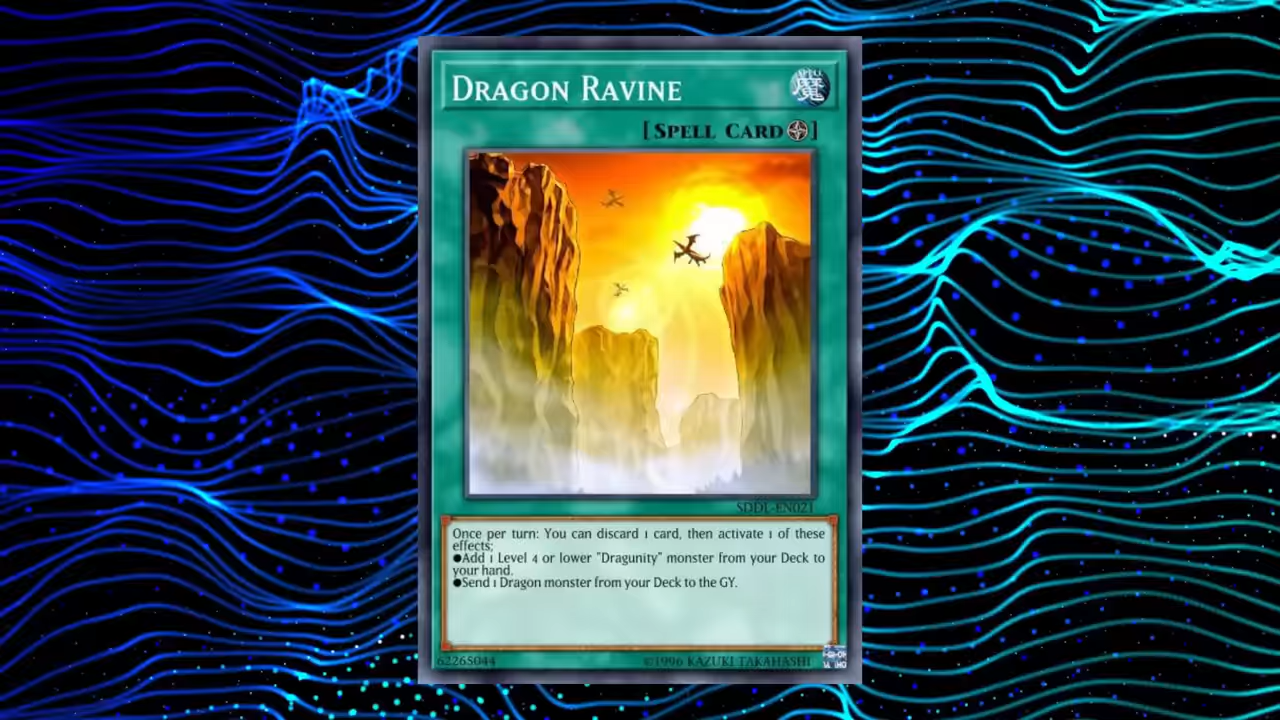 DRAGON RAVINE
[SPELL CARD]
SDDL-EN021
Once per turn: You can discard 1 card, then activate 1 of these
effects;
●Add 1 Level 4 or lower "Dragunity" monster from your Deck to
your hand.
●Send 1 Dragon monster from your Deck to the GY.
62265044
©1996 KAZUKI TAKAHASHI